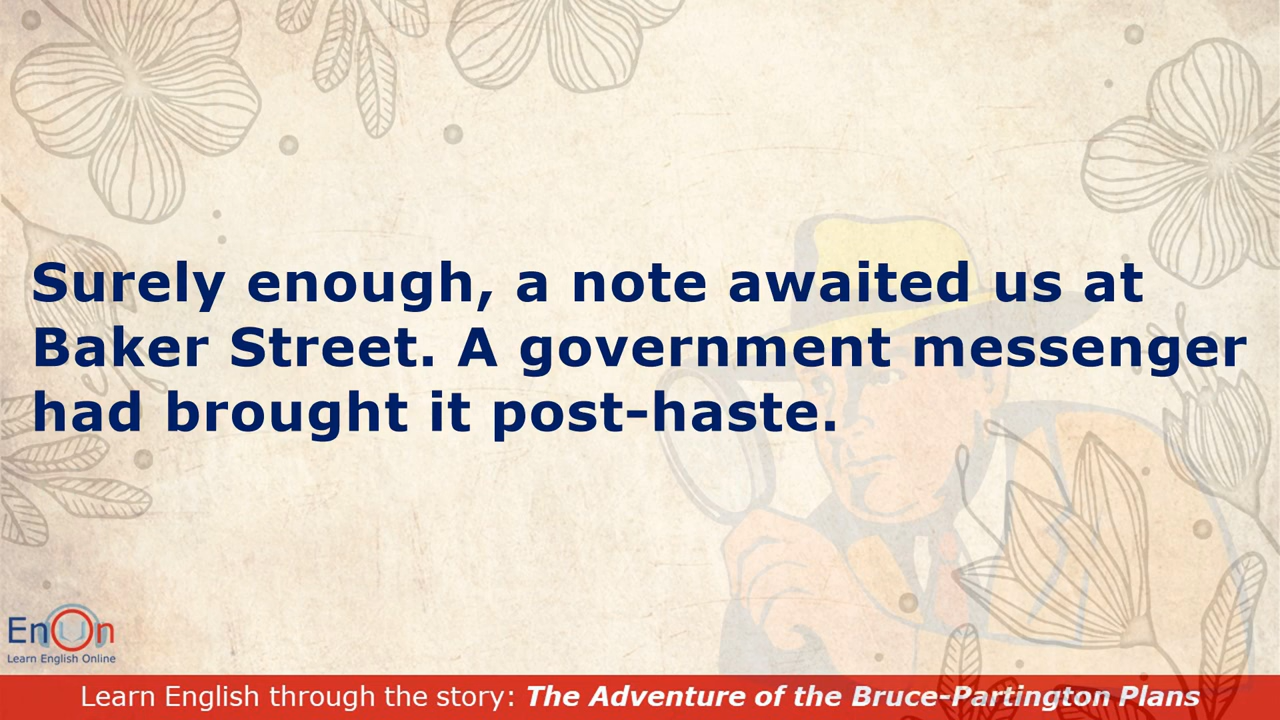 Surely enough, a note awaited us at
Baker Street. A government messenger
had brought it post-haste.
EnOn
Learn English Online
Learn English through the story: The Adventure of the Bruce-Partington Plans